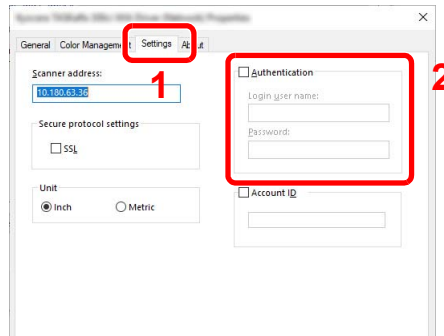 Properties
General Color Management Settings About
1
2
Scanner address:
10.180.63.36
Secure protocol settings
SSL
Unit
Inch Metric
Authentication
Login user name:
Password:
Account ID